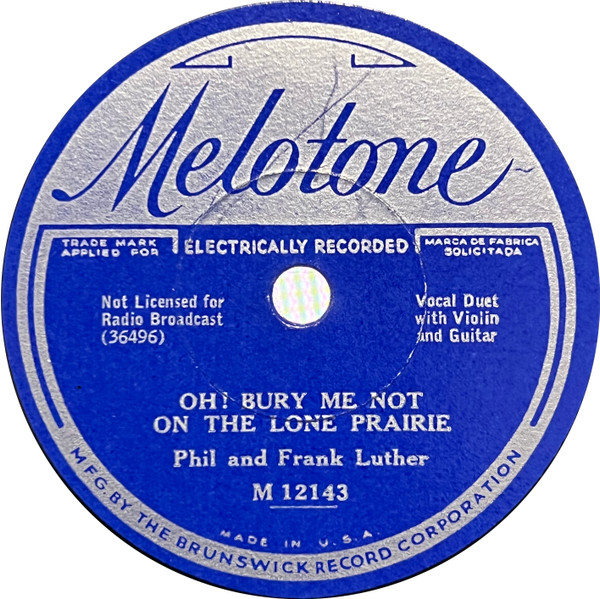 Melotone
TRADE MARK
APPLIED FOR
ELECTRICALLY RECORDED
MARCA DE FABRICA
SOLICITADA
Not Licensed for
Radio Broadcast
(36496)
Vocal Duet
with Violin
and Guitar
OH! BURY ME NOT
ON THE LONE PRAIRIE
Phil and Frank Luther
M 12143
MADE IN U.S.A.
MFG. BY THE BRUNSWICK RECORD CORPORATION